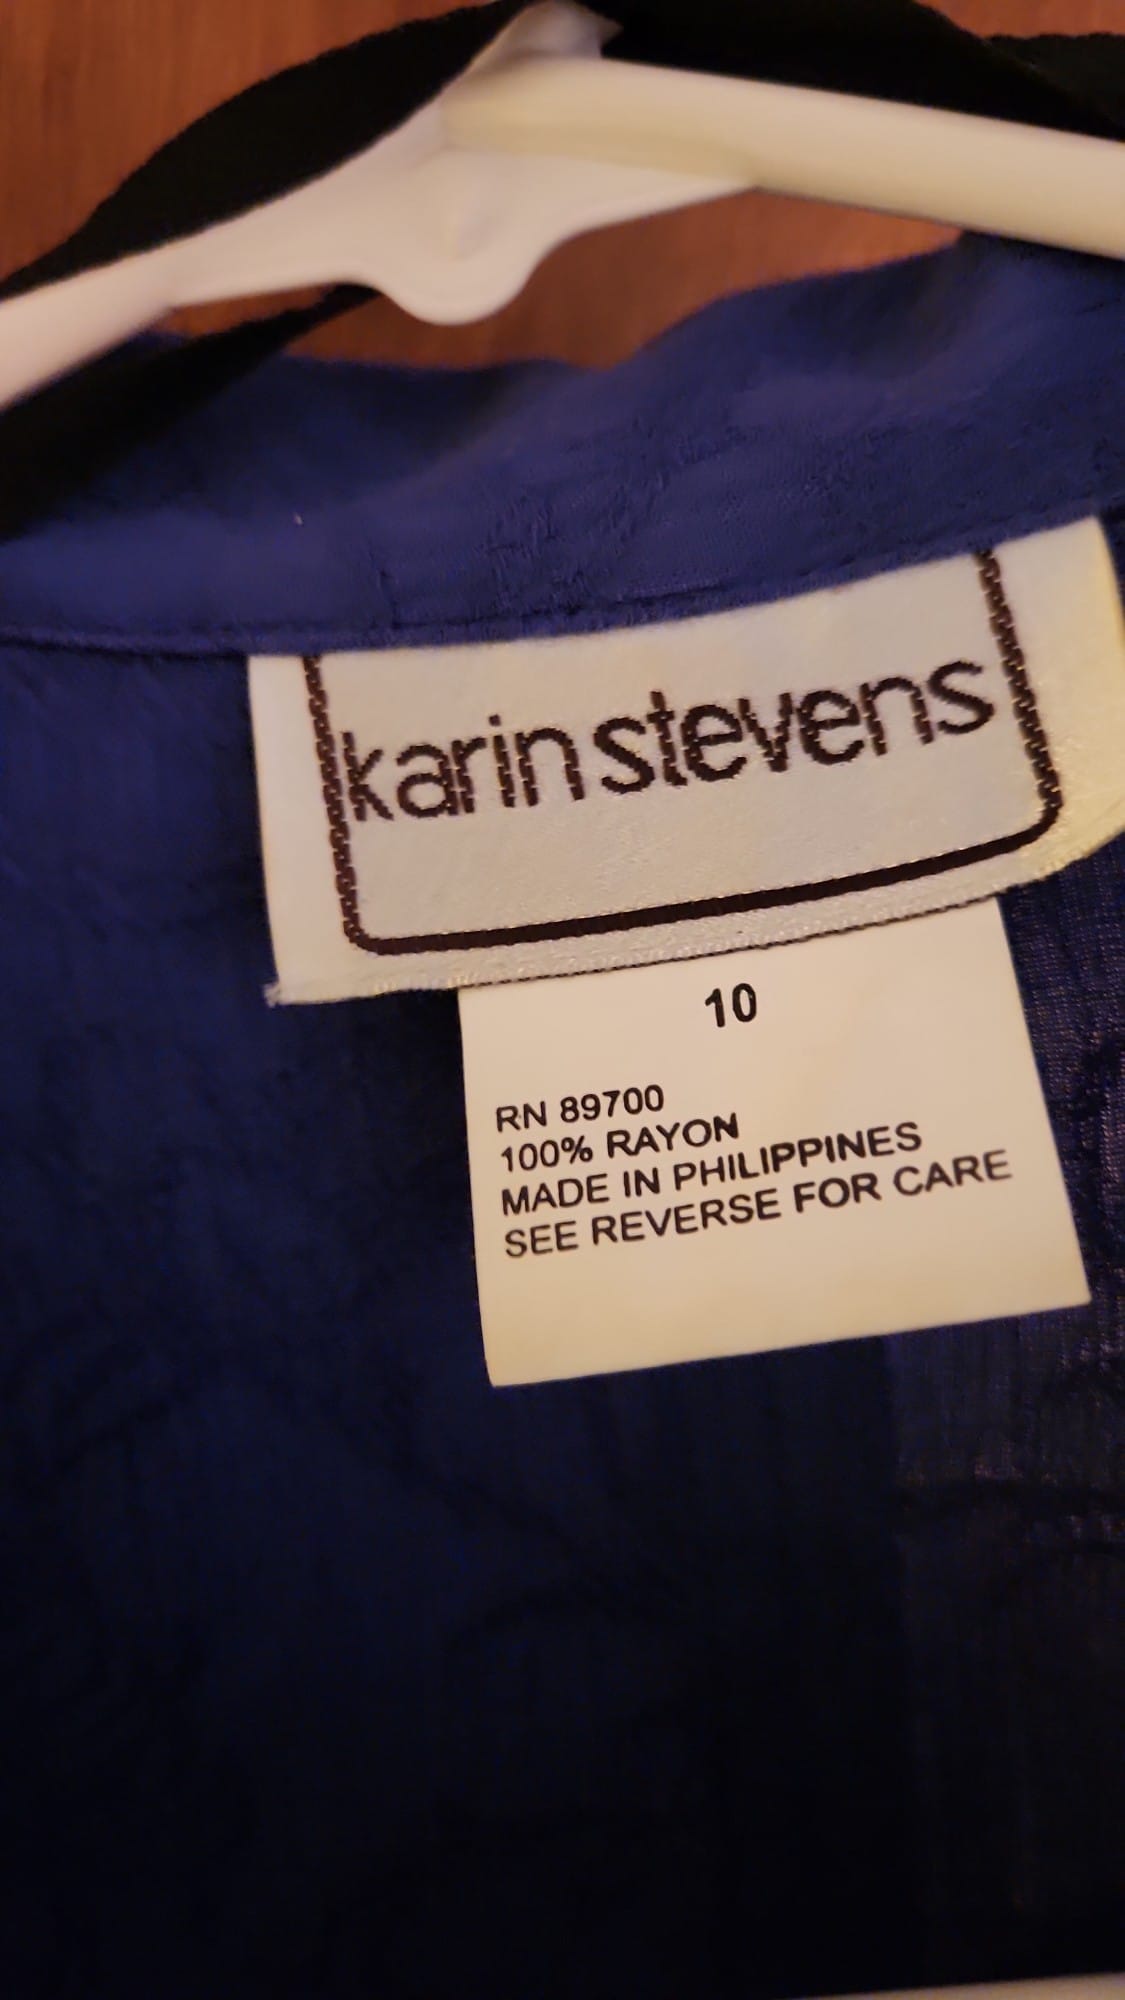 karin stevens
10
RN 89700
100% RAYON
MADE IN PHILIPPINES
SEE REVERSE FOR CARE